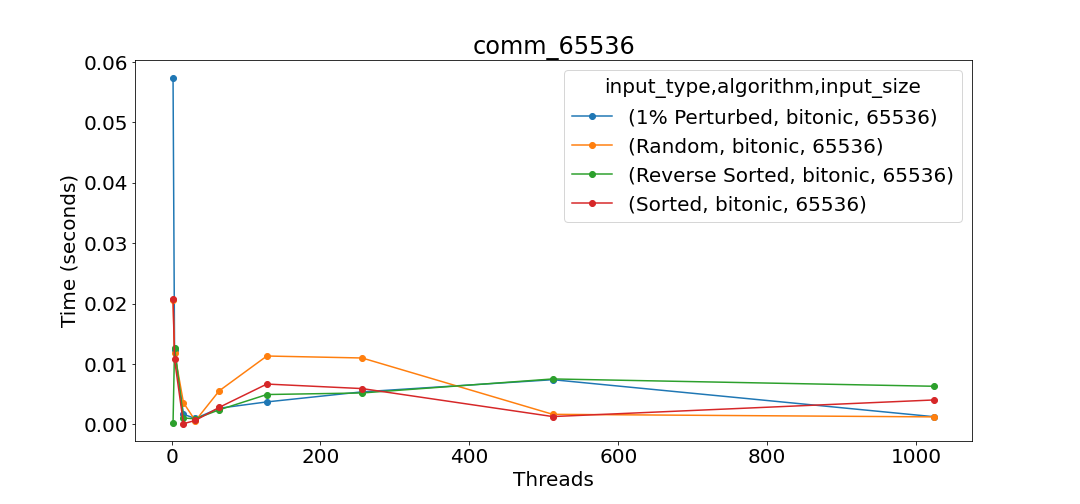 comm_65536
input_type,algorithm,input_size
(1% Perturbed, bitonic, 65536)
(Random, bitonic, 65536)
(Reverse Sorted, bitonic, 65536)
(Sorted, bitonic, 65536)
Time (seconds)
0.06
0.05
0.04
0.03
0.02
0.01
0.00
0
200
400
600
800
1000
Threads